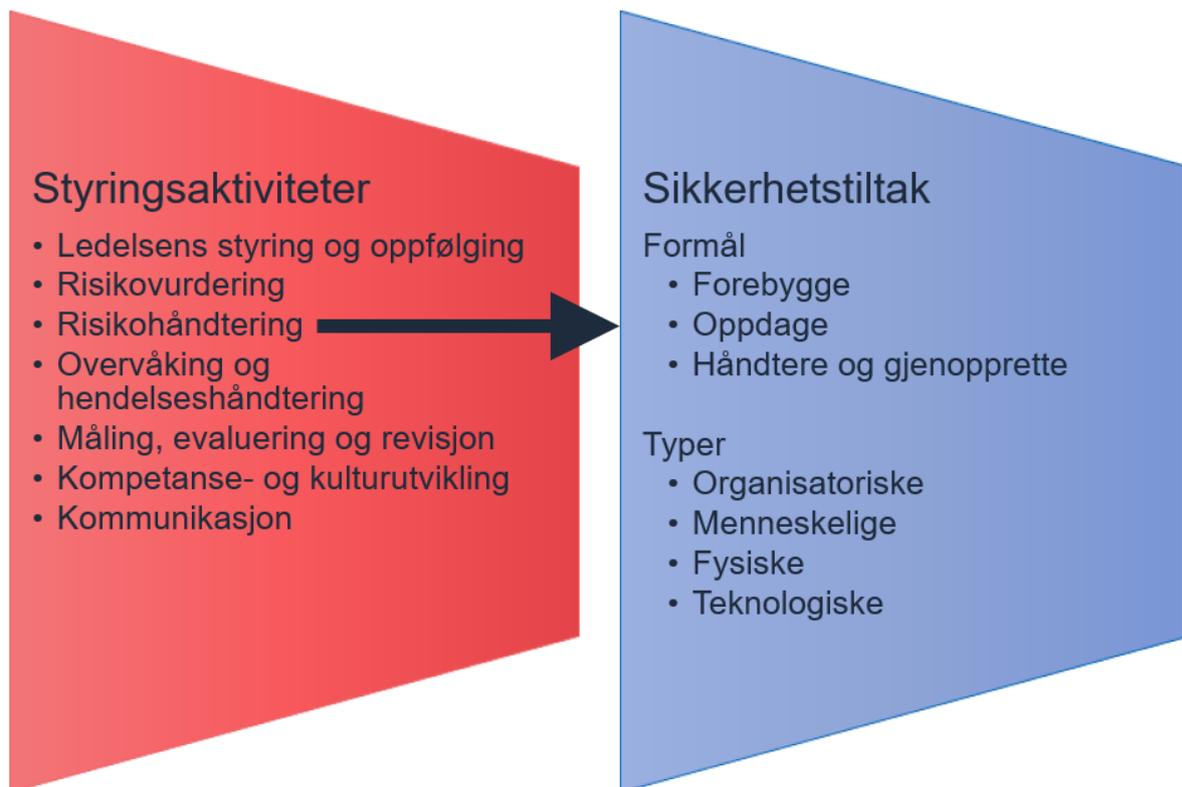 Styringsaktiviteter
• Ledelsens styring og oppfølging
• Risikovurdering
• Risikohåndtering
• Overvåking og
hendelseshåndtering
• Måling, evaluering og revisjon
• Kompetanse- og kulturutvikling
• Kommunikasjon
Sikkerhetstiltak
Formål
• Forebygge
• Oppdage
• Håndtere og gjenopprette
Typer
• Organisatoriske
• Menneskelige
• Fysiske
• Teknologiske